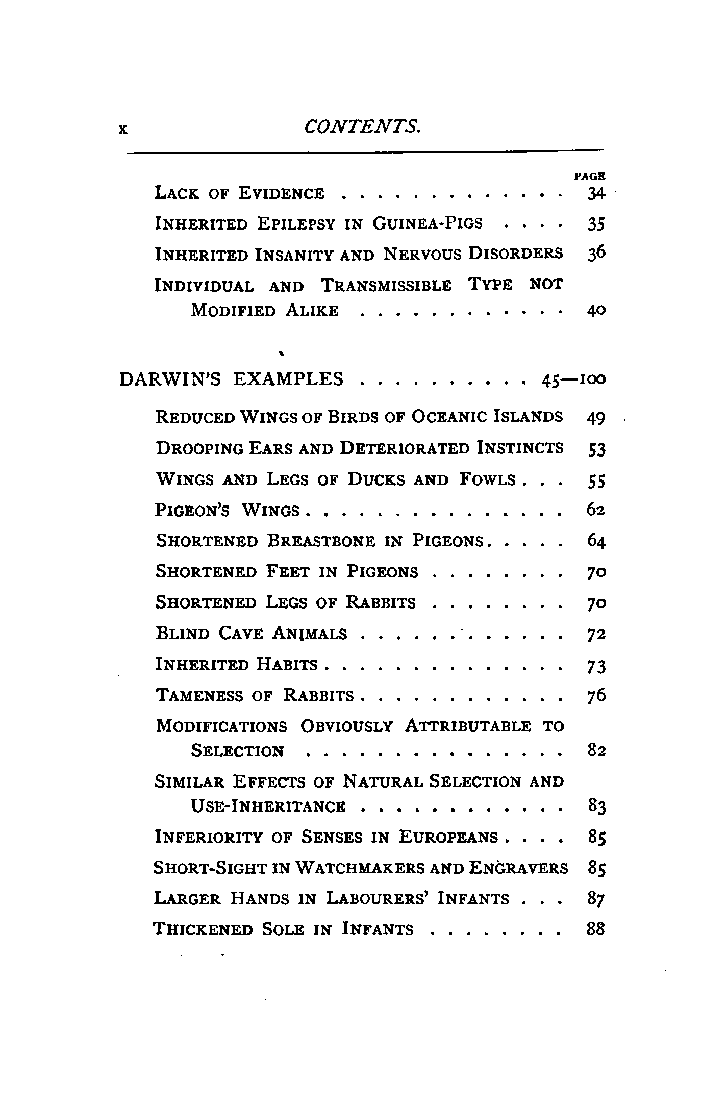 x CONTENTS.
PAGE
LACK OF EVIDENCE . . . . . . . . . . . . . 34
INHERITED EPILEPSY IN GUINEA-PIGS . . . . 35
INHERITED INSANITY AND NERVOUS DISORDERS 36
INDIVIDUAL AND TRANSMISSIBLE TYPE NOT
MODIFIED ALIKE . . . . . . . . . . . . 40
DARWIN'S EXAMPLES . . . . . . . . . . 45—100
REDUCED WINGS OF BIRDS OF OCEANIC ISLANDS 49
DROOPING EARS AND DETERIORATED INSTINCTS 53
WINGS AND LEGS OF DUCKS AND FOWLS . . . 55
PIGEON'S WINGS . . . . . . . . . . . . . . . 62
SHORTENED BREASTBONE IN PIGEONS . . . . . 64
SHORTENED FEET IN PIGEONS . . . . . . . . 70
SHORTENED LEGS OF RABBITS . . . . . . . . 70
BLIND CAVE ANIMALS . . . . . . . . . . . . 72
INHERITED HABITS . . . . . . . . . . . . . . 73
TAMENESS OF RABBITS . . . . . . . . . . . . 76
MODIFICATIONS OBVIOUSLY ATTRIBUTABLE TO
SELECTION . . . . . . . . . . . . . . . 82
SIMILAR EFFECTS OF NATURAL SELECTION AND
USE-INHERITANCE . . . . . . . . . . . . 83
INFERIORITY OF SENSES IN EUROPEANS . . . . 85
SHORT-SIGHT IN WATCHMAKERS AND ENGRAVERS 85
LARGER HANDS IN LABOURERS' INFANTS . . . 87
THICKENED SOLE IN INFANTS . . . . . . . . 88